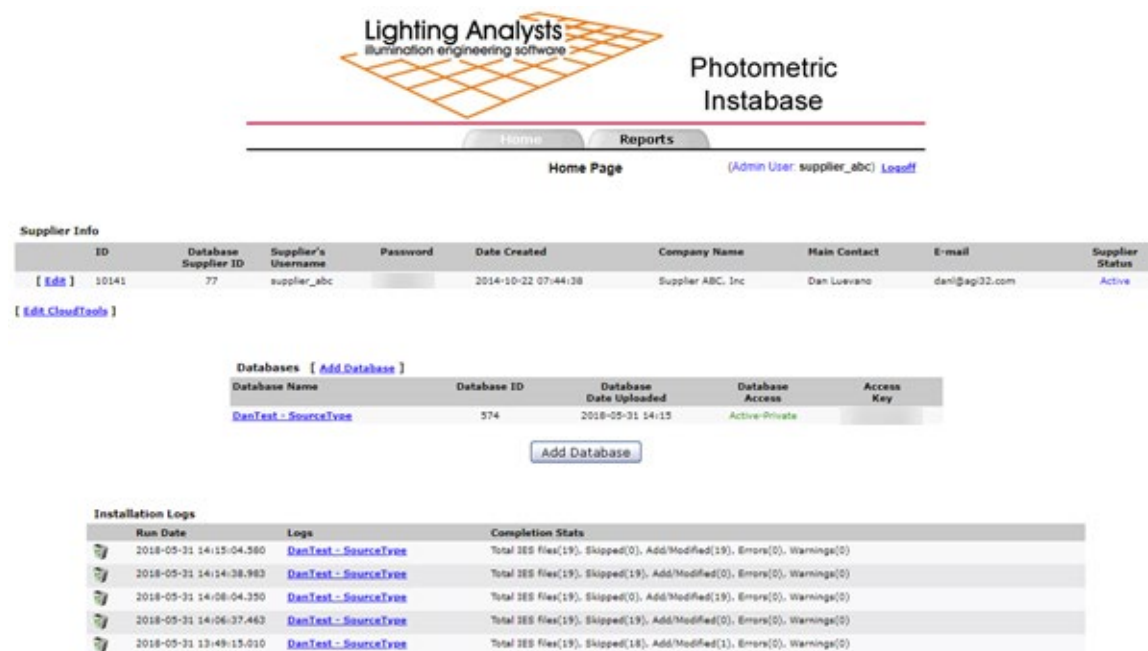 Lighting Analysts
illumination engineering software
Photometric
Instabase
Home Reports
Home Page (Admin User: supplier_abc) Logoff
Supplier Info
ID Database Supplier ID Supplier's Username Password Date Created Company Name Main Contact E-mail Supplier Status
[ Edit ] 10141 77 supplier_abc 2014-10-22 07:44:38 Supplier ABC, Inc Dan Luevano danl@agi32.com Active
[ Edit CloudTools ]
Databases [ Add Database ]
Database Name Database ID Database Date Uploaded Database Access Access Key
DanTest - SourceType 574 2018-05-31 14:15 Active-Private
Add Database
Installation Logs
Run Date Logs Completion Stats
2018-05-31 14:15:04.580 DanTest - SourceType Total IES files(19), Skipped(0), Add/Modified(19), Errors(0), Warnings(0)
2018-05-31 14:14:38.983 DanTest - SourceType Total IES files(19), Skipped(19), Add/Modified(0), Errors(0), Warnings(0)
2018-05-31 14:08:04.350 DanTest - SourceType Total IES files(19), Skipped(0), Add/Modified(19), Errors(0), Warnings(0)
2018-05-31 14:06:37.463 DanTest - SourceType Total IES files(19), Skipped(19), Add/Modified(0), Errors(0), Warnings(0)
2018-05-31 13:49:15.010 DanTest - SourceType Total IES files(19), Skipped(18), Add/Modified(1), Errors(0), Warnings(0)